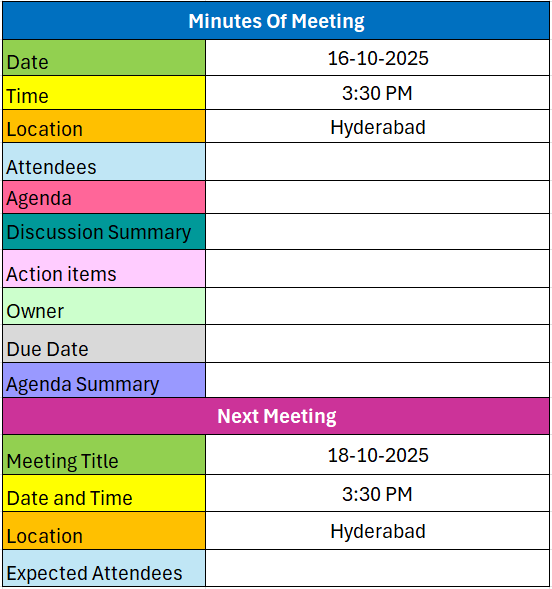 Minutes Of Meeting
Date 16-10-2025
Time 3:30 PM
Location Hyderabad
Attendees
Agenda
Discussion Summary
Action items
Owner
Due Date
Agenda Summary
Next Meeting
Meeting Title 18-10-2025
Date and Time 3:30 PM
Location Hyderabad
Expected Attendees